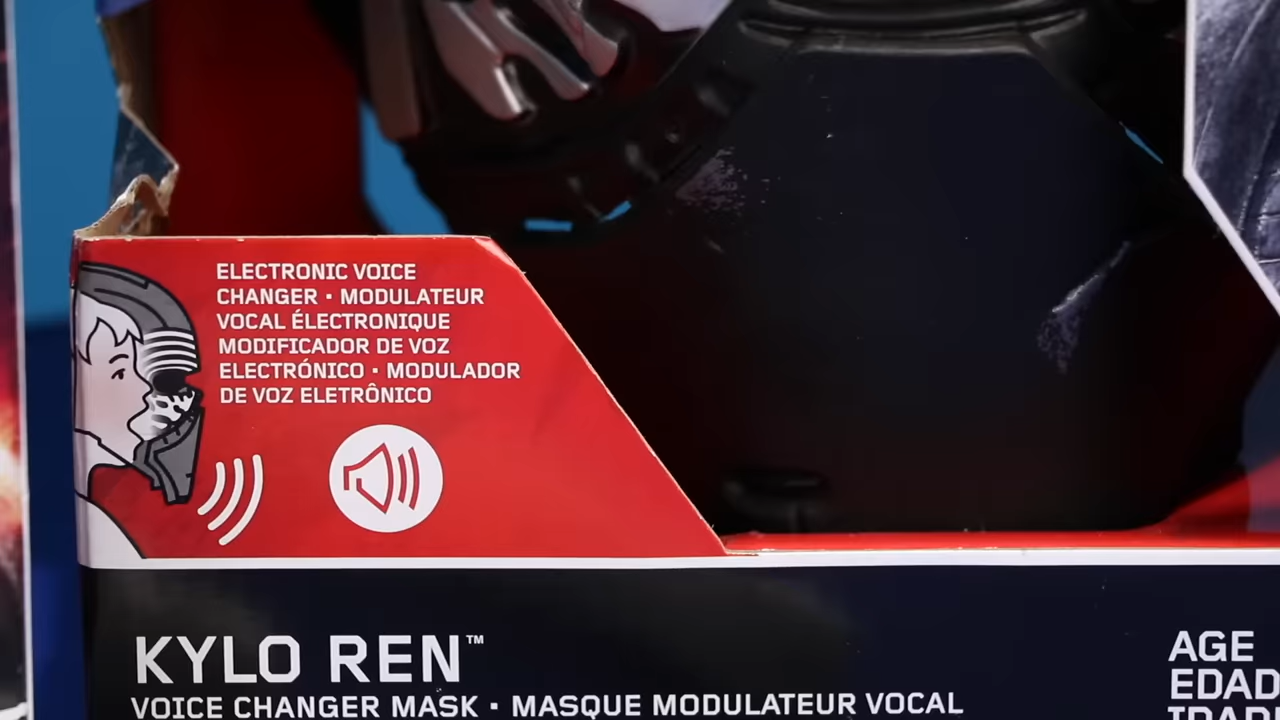 ELECTRONIC VOICE
CHANGER · MODULATEUR
VOCAL ÉLECTRONIQUE
MODIFICADOR DE VOZ
ELECTRÓNICO · MODULADOR
DE VOZ ELETRÔNICO
KYLO REN™
VOICE CHANGER MASK · MASQUE MODULATEUR VOCAL
AGE
EDAD